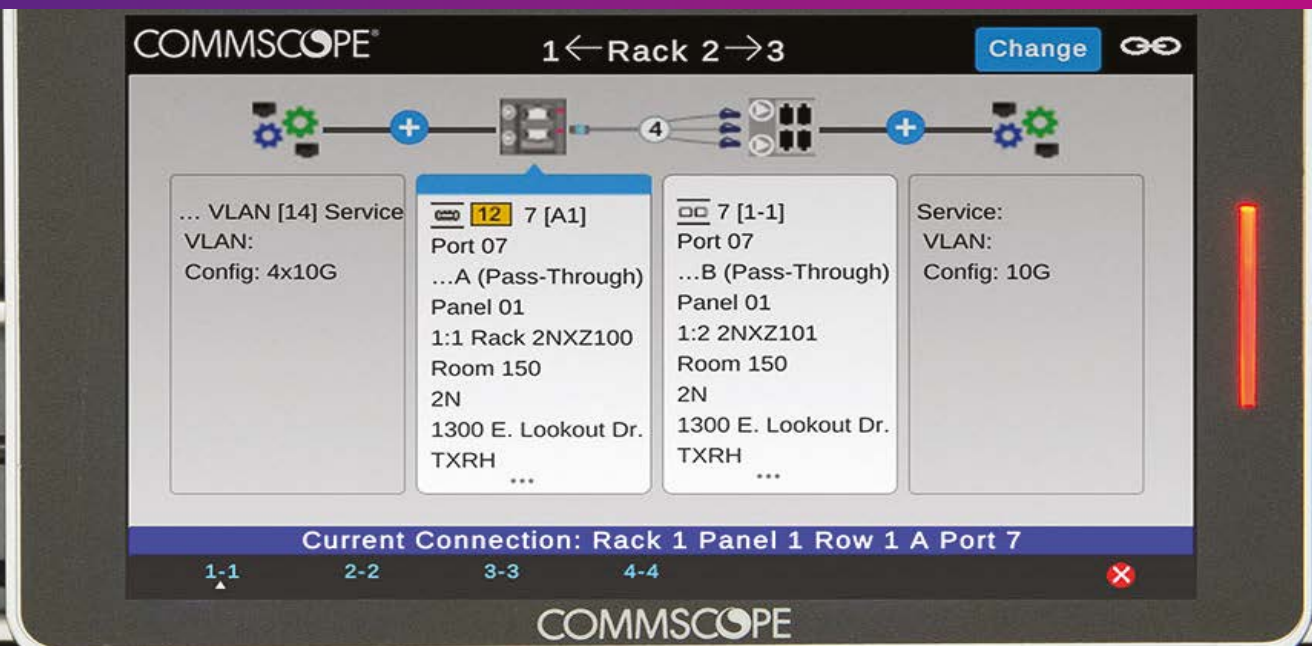 COMMSCOPE®
1←Rack 2→3
Change
4
... VLAN [14] Service
VLAN:
Config: 4x10G
12 7 [A1]
Port 07
...A (Pass-Through)
Panel 01
1:1 Rack 2NXZ100
Room 150
2N
1300 E. Lookout Dr.
TXRH
...
7 [1-1]
Port 07
...B (Pass-Through)
Panel 01
1:2 2NXZ101
Room 150
2N
1300 E. Lookout Dr.
TXRH
...
Service:
VLAN:
Config: 10G
Current Connection: Rack 1 Panel 1 Row 1 A Port 7
1-1 2-2 3-3 4-4
COMMSCOPE